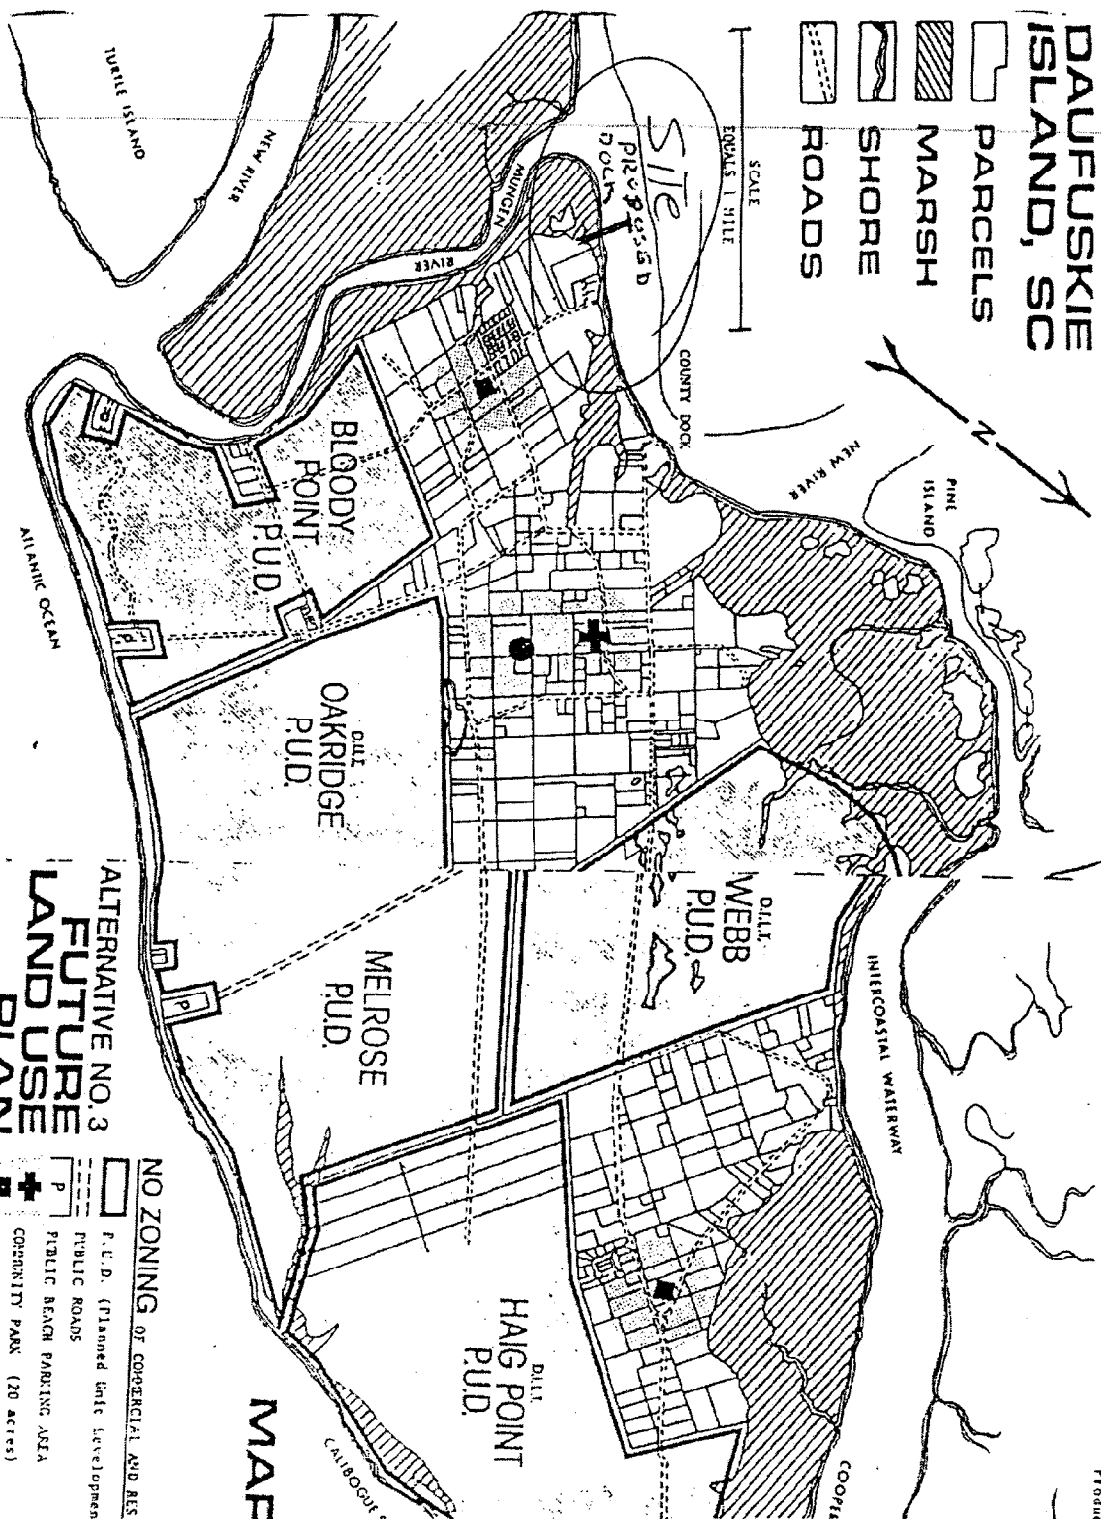 DAUFUSKIE
ISLAND, SC
PARCELS
MARSH
SHORE
ROADS
SCALE
EQUALS 1 MILE
SITE
PROPOSED
DOCK
N
COUNTY DOCK
NEW RIVER
PINE
ISLAND
TURTLE ISLAND
NEW RIVER
MUNGEN
RIVER
BLOODY
POINT
P.U.D
P
P
ATLANTIC OCEAN
D.I.L.T.
OAKRIDGE
P.U.D.
D.I.L.T.
WEBB
P.U.D.
INTERCOASTAL WATERWAY
MELROSE
P.U.D.
P
D.I.L.T.
HAIG POINT
P.U.D.
COOPE
CALIBOGUE
MAP
ALTERNATIVE NO. 3
FUTURE
LAND USE
PLAN
NO ZONING OF COMMERCIAL AND RES
P.U.D. (Planned Unit Developmen
PUBLIC ROADS
P PUBLIC BEACH PARKING AREA
COMMUNITY PARK (20 acres)